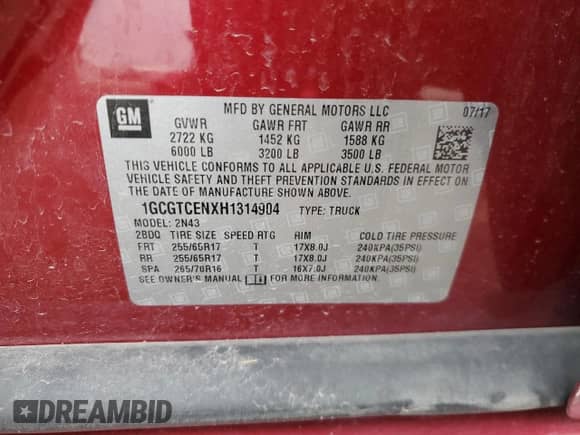 GM
MFD BY GENERAL MOTORS LLC 07/17
GVWR GAWR FRT GAWR RR
2722 KG 1452 KG 1588 KG
6000 LB 3200 LB 3500 LB
THIS VEHICLE CONFORMS TO ALL APPLICABLE U.S. FEDERAL MOTOR
VEHICLE SAFETY AND THEFT PREVENTION STANDARDS IN EFFECT ON
THE DATE OF MANUFACTURE SHOWN ABOVE.
1GCGTCENXH1314904 TYPE: TRUCK
MODEL: 2N43
2BDQ TIRE SIZE SPEED RTG RIM COLD TIRE PRESSURE
FRT 255/65R17 T 17X8.0J 240KPA(35PSI)
RR 255/65R17 T 17X8.0J 240KPA(35PSI)
SPA 265/70R16 T 16X7.0J 240KPA(35PSI)
SEE OWNER'S MANUAL FOR MORE INFORMATION.
DREAMBID